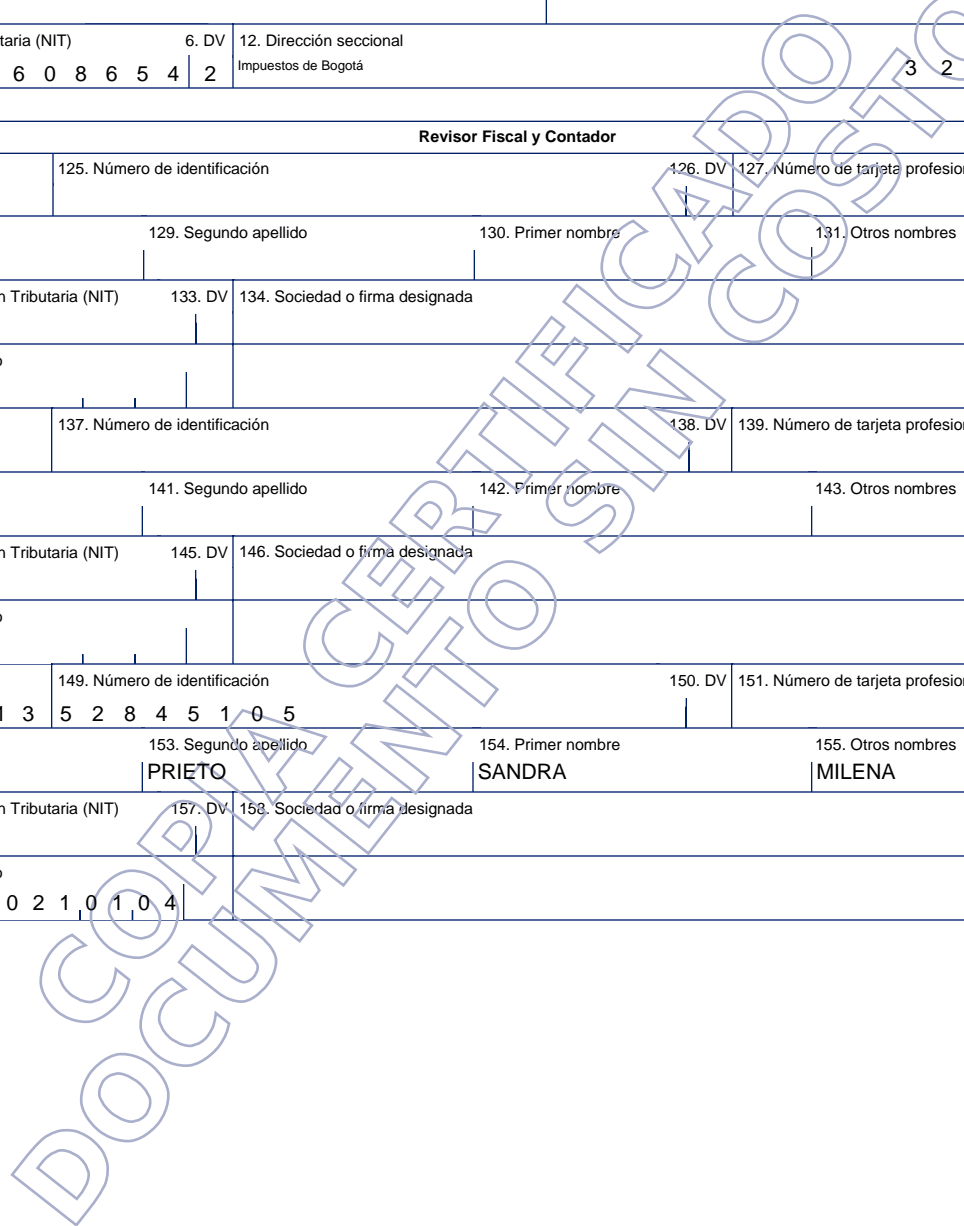 taria (NIT) 6. DV 12. Dirección seccional
6 0 8 6 5 4 2 Impuestos de Bogotá 3 2
Revisor Fiscal y Contador
125. Número de identificación 126. DV 127. Número de tarjeta profesion
129. Segundo apellido 130. Primer nombre 131. Otros nombres
n Tributaria (NIT) 133. DV 134. Sociedad o firma designada
o
137. Número de identificación 138. DV 139. Número de tarjeta profesion
141. Segundo apellido 142. Primer nombre 143. Otros nombres
n Tributaria (NIT) 145. DV 146. Sociedad o firma designada
o
149. Número de identificación 150. DV 151. Número de tarjeta profesion
1 3 5 2 8 4 5 1 0 5
153. Segundo apellido 154. Primer nombre 155. Otros nombres
PRIETO SANDRA MILENA
n Tributaria (NIT) 157. DV 158. Sociedad o firma designada
o
0 2 1 0 1 0 4
COPIA CERTIFICADO
DOCUMENTO SIN COSTO